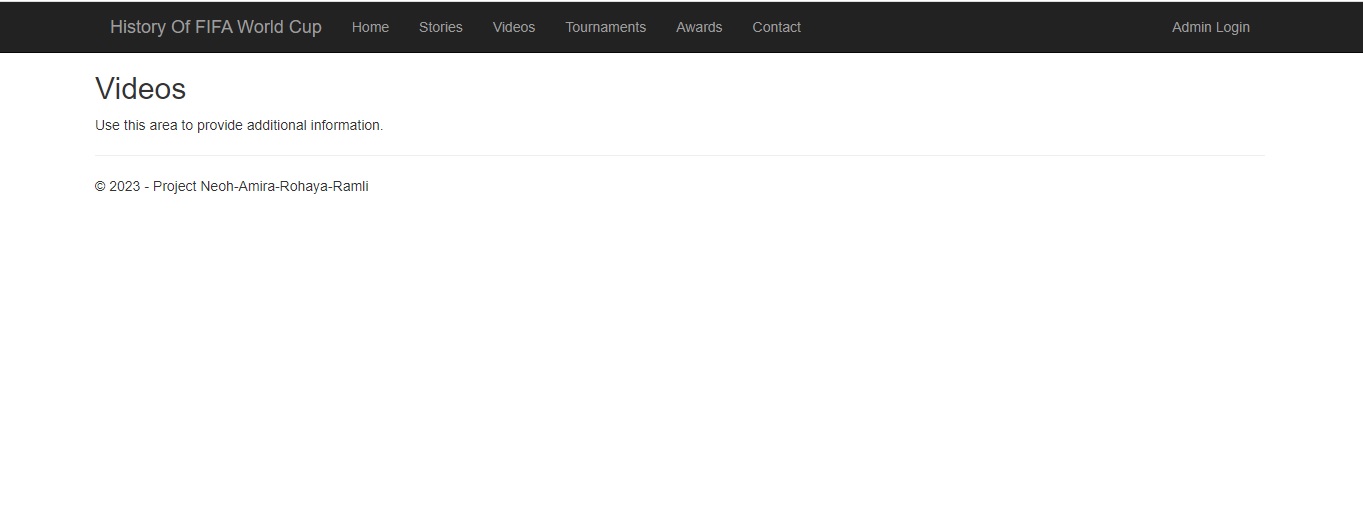 History Of FIFA World Cup Home Stories Videos Tournaments Awards Contact Admin Login
Videos
Use this area to provide additional information.
© 2023 - Project Neoh-Amira-Rohaya-Ramli